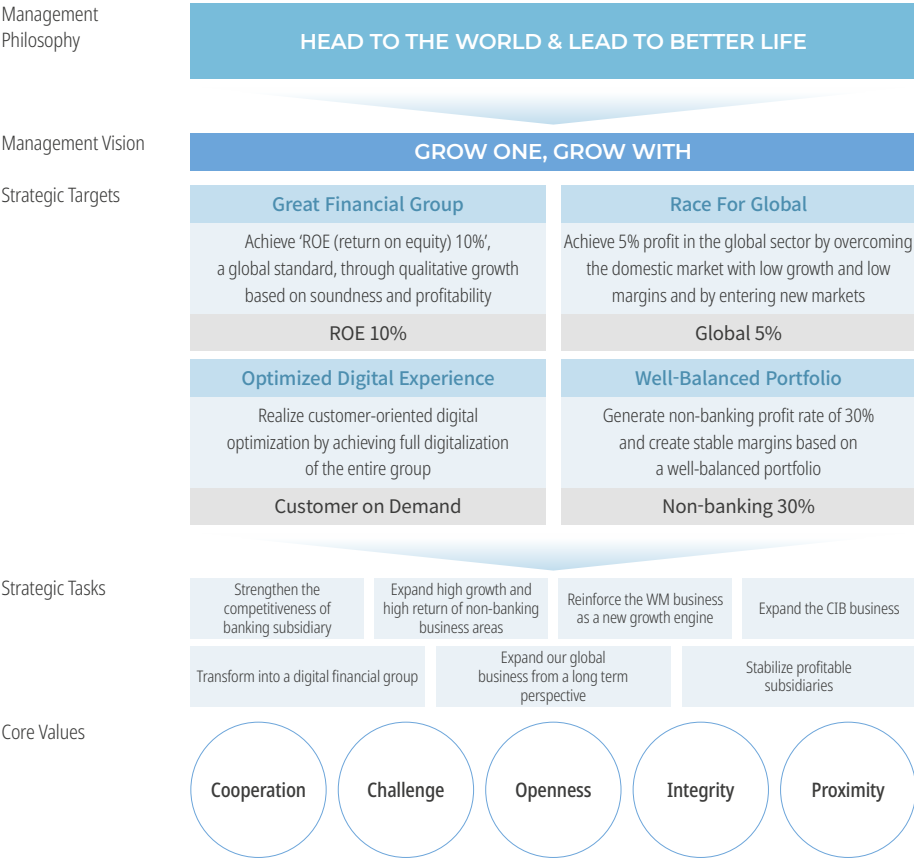 Management
Philosophy
HEAD TO THE WORLD & LEAD TO BETTER LIFE
Management Vision
GROW ONE, GROW WITH
Strategic Targets
Great Financial Group
Achieve ‘ROE (return on equity) 10%’,
a global standard, through qualitative growth
based on soundness and profitability
ROE 10%
Race For Global
Achieve 5% profit in the global sector by overcoming
the domestic market with low growth and low
margins and by entering new markets
Global 5%
Optimized Digital Experience
Realize customer-oriented digital
optimization by achieving full digitalization
of the entire group
Customer on Demand
Well-Balanced Portfolio
Generate non-banking profit rate of 30%
and create stable margins based on
a well-balanced portfolio
Non-banking 30%
Strategic Tasks
Strengthen the
competitiveness of
banking subsidiary
Expand high growth and
high return of non-banking
business areas
Reinforce the WM business
as a new growth engine
Expand the CIB business
Transform into a digital financial group
Expand our global
business from a long term
perspective
Stabilize profitable
subsidiaries
Core Values
Cooperation
Challenge
Openness
Integrity
Proximity